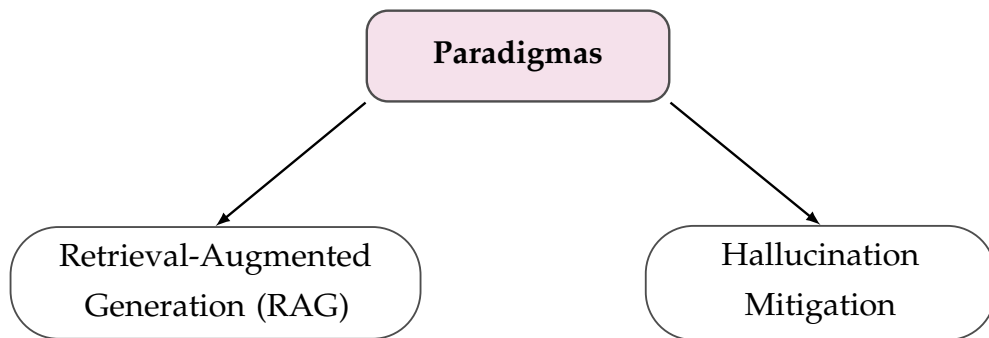 Paradigmas
Retrieval-Augmented
Generation (RAG)
Hallucination
Mitigation